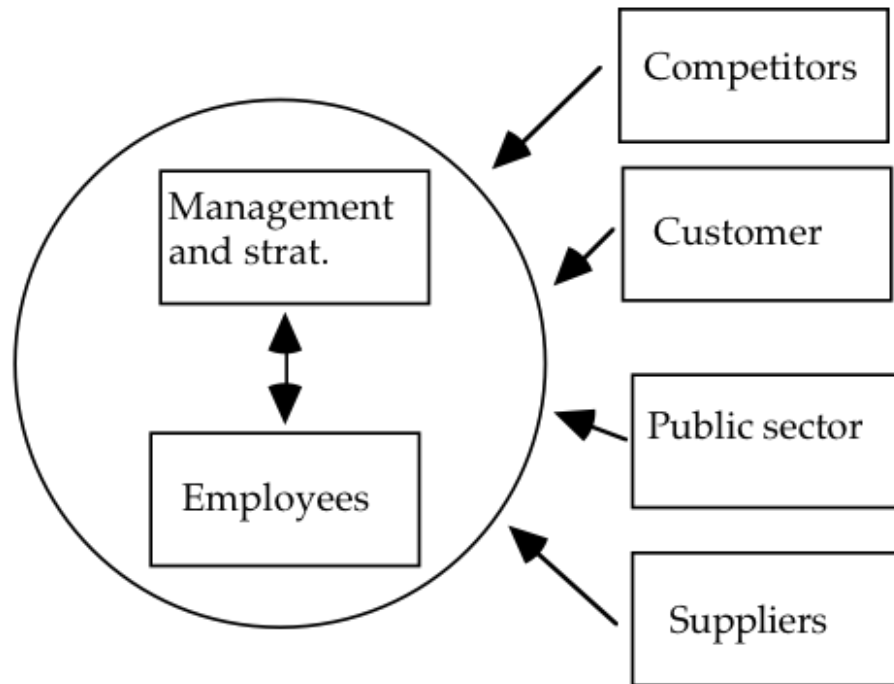 Competitors
Management
and strat.
Customer
Public sector
Employees
Suppliers